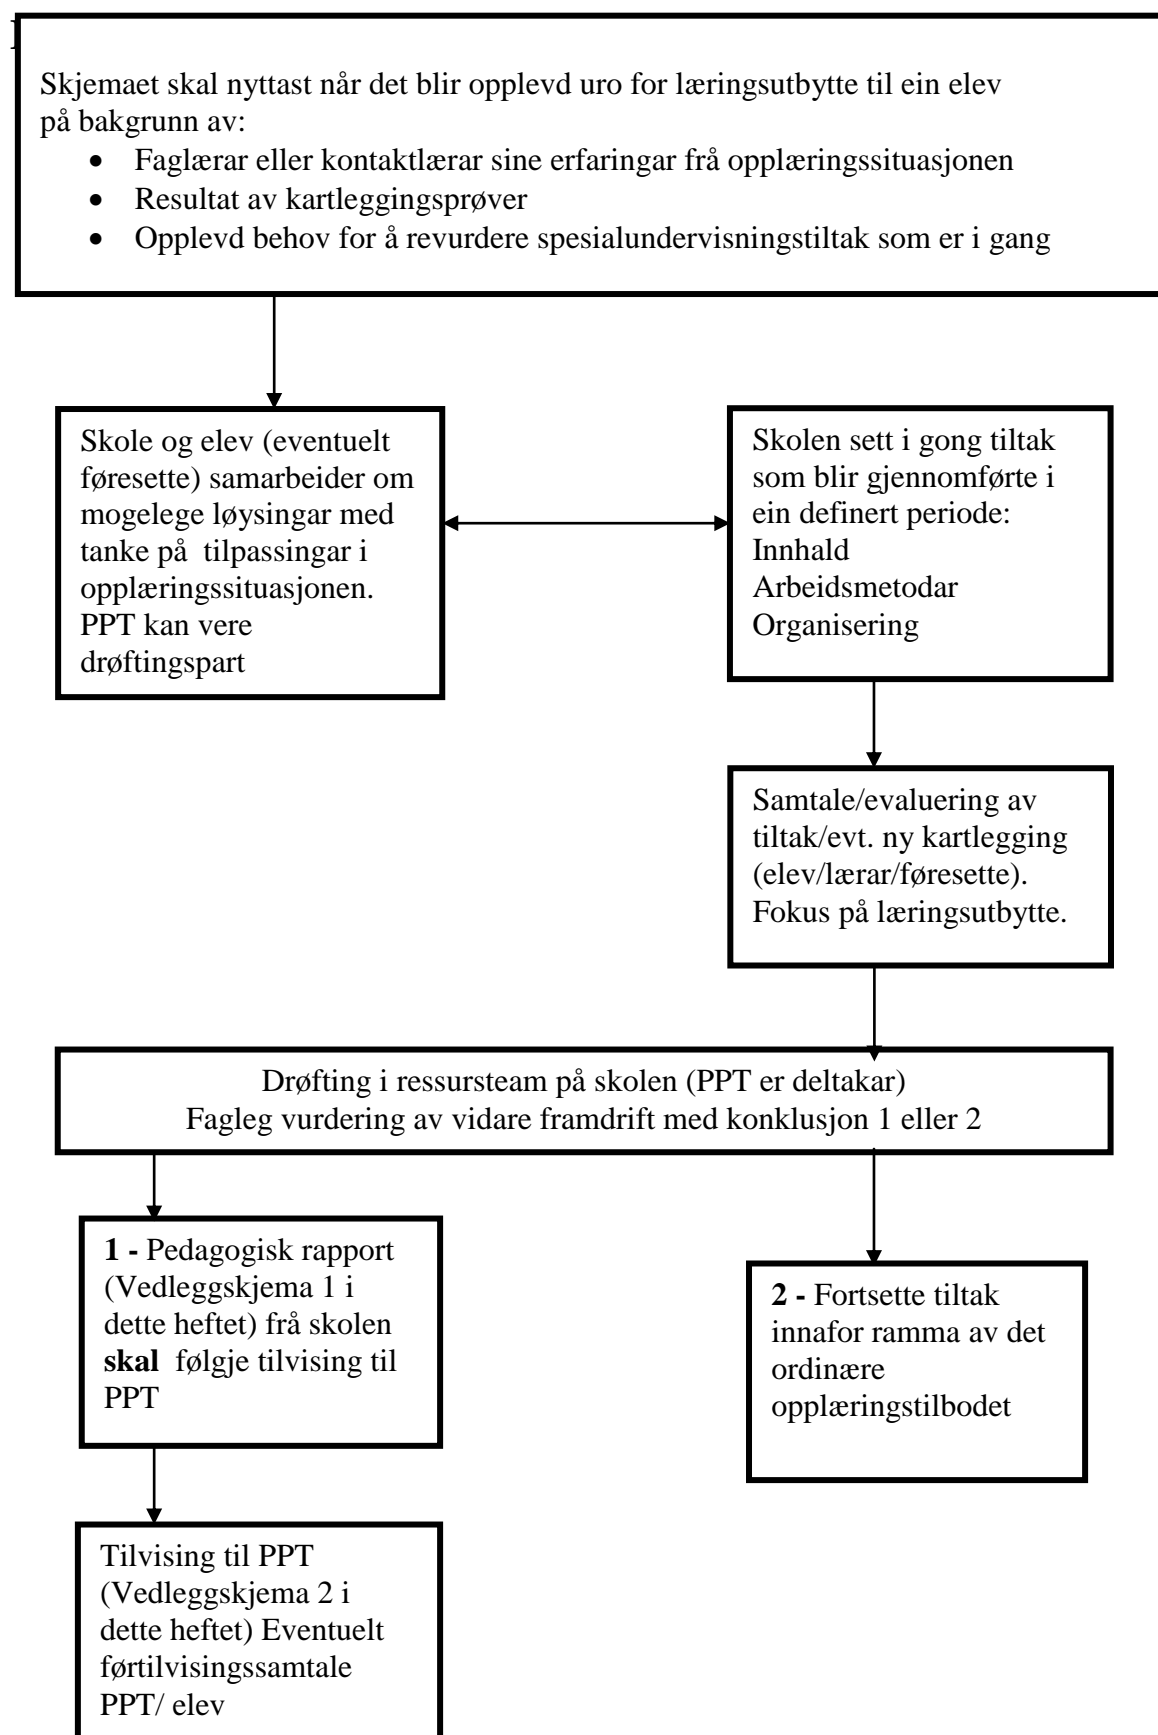 Skjemaet skal nyttast når det blir opplevd uro for læringsutbytte til ein elev
på bakgrunn av:
• Faglærar eller kontaktlærar sine erfaringar frå opplæringssituasjonen
• Resultat av kartleggingsprøver
• Opplevd behov for å revurdere spesialundervisningstiltak som er i gang
Skole og elev (eventuelt
føresette) samarbeider om
mogelege løysingar med
tanke på tilpassingar i
opplæringssituasjonen.
PPT kan vere
drøftingspart
Skolen sett i gong tiltak
som blir gjennomførte i
ein definert periode:
Innhald
Arbeidsmetodar
Organisering
Samtale/evaluering av
tiltak/evt. ny kartlegging
(elev/lærar/føresette).
Fokus på læringsutbytte.
Drøfting i ressursteam på skolen (PPT er deltakar)
Fagleg vurdering av vidare framdrift med konklusjon 1 eller 2
1 - Pedagogisk rapport
(Vedleggskjema 1 i
dette heftet) frå skolen
skal følgje tilvising til
PPT
2 - Fortsette tiltak
innafor ramma av det
ordinære
opplæringstilbodet
Tilvising til PPT
(Vedleggskjema 2 i
dette heftet) Eventuelt
førtilvisingssamtale
PPT/ elev